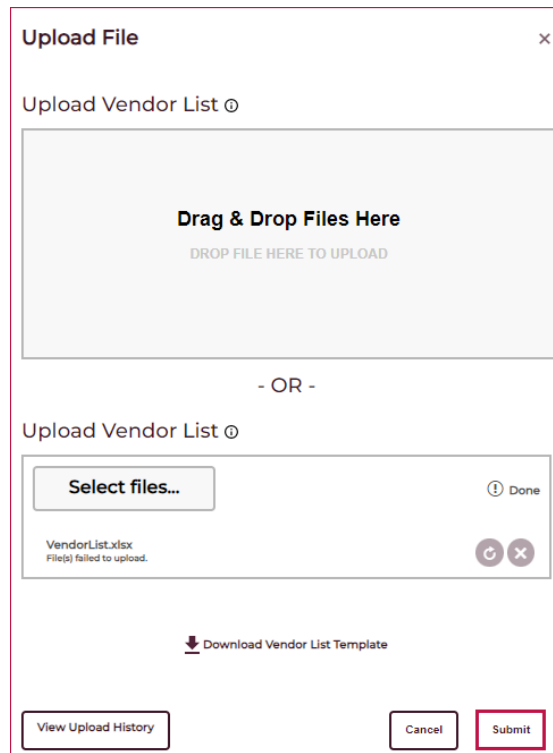 Upload File
Upload Vendor List
Drag & Drop Files Here
DROP FILE HERE TO UPLOAD
- OR -
Upload Vendor List
Select files...
Done
VendorList.xlsx
File(s) failed to upload.
Download Vendor List Template
View Upload History
Cancel
Submit